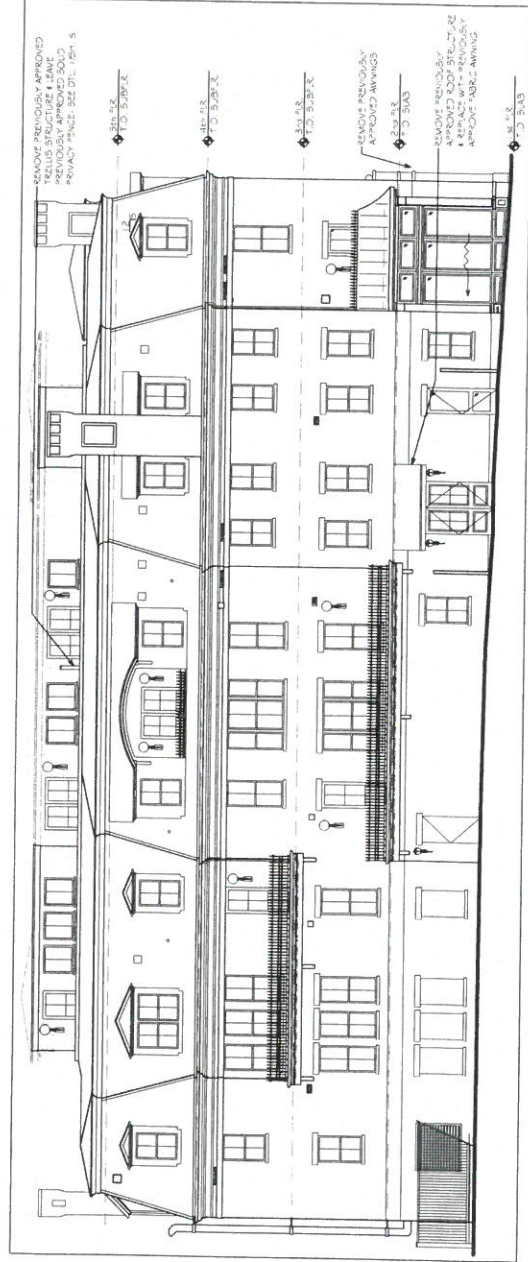 REMOVE PREVIOUSLY APPROVED
TRELLIS STRUCTURE & LEAVE
PREVIOUSLY APPROVED SOLID
PRIVACY FENCE. SEE DTL.
5th FLR
T.O. SUBFLR
4th FLR
T.O. SUBFLR
3rd FLR
T.O. SUBFLR
REMOVE PREVIOUSLY
APPROVED AWNINGS
2nd FLR
T.O. SLAB
REMOVE PREVIOUSLY
APPROVED ROOF STRUCTURE
& REPLACE WITH PREVIOUSLY
APPROVE FABRIC AWNING
1st FLR
T.O. SLAB
12